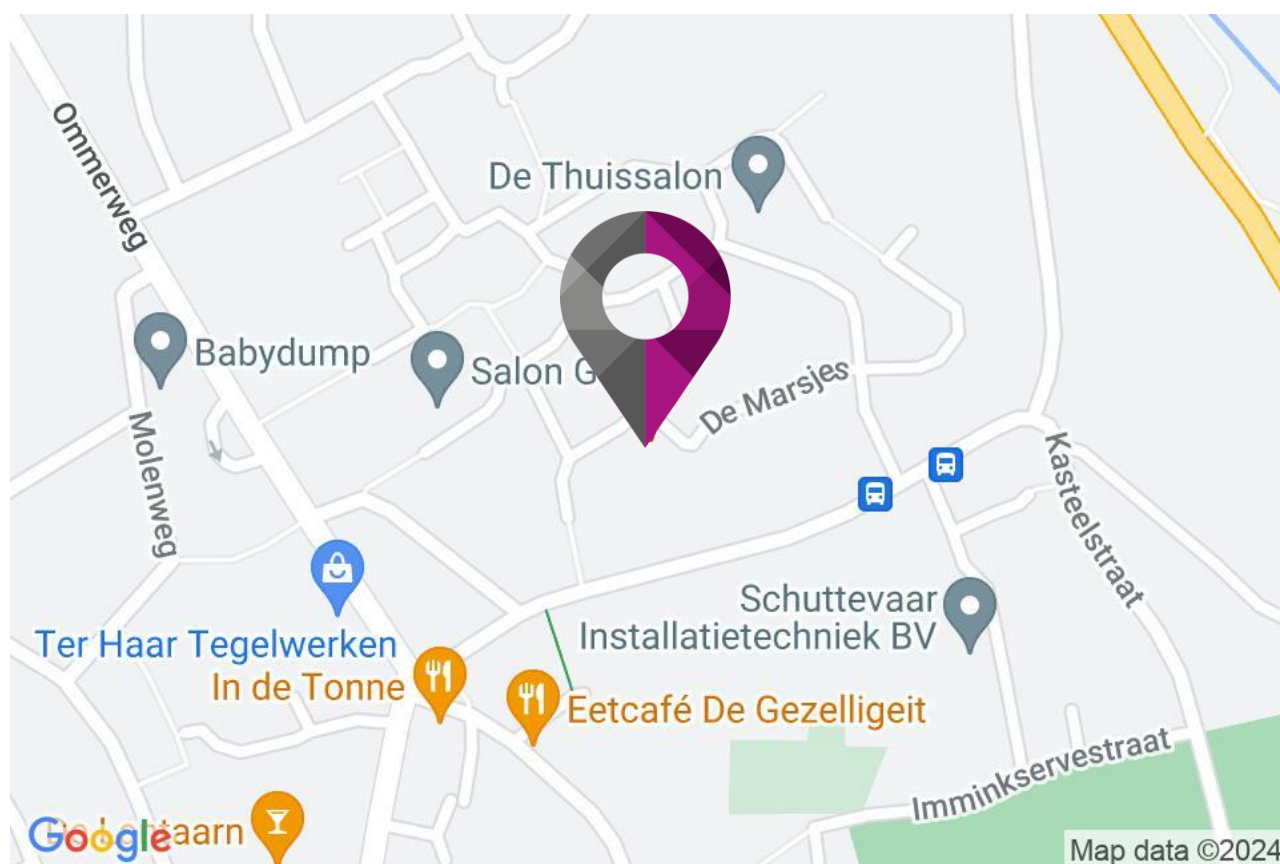 Ommerweg
De Thuissalon
Babydump
Salon G
De Marsjes
Molenweg
Kasteelstraat
Schuttevaar
Installatietechniek BV
Ter Haar Tegelwerken
In de Tonne
Eetcafé De Gezelligeit
Imminkservestraat
Google
Map data ©2024